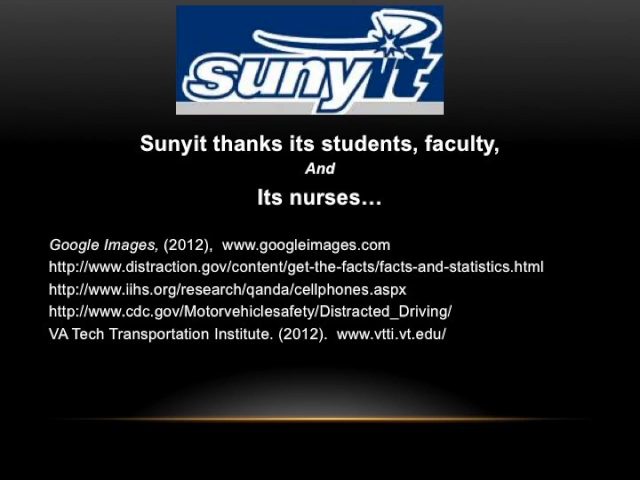 sunyit
Sunyit thanks its students, faculty,
And
Its nurses…
Google Images, (2012), www.googleimages.com
http://www.distraction.gov/content/get-the-facts/facts-and-statistics.html
http://www.iihs.org/research/qanda/cellphones.aspx
http://www.cdc.gov/Motorvehiclesafety/Distracted_Driving/
VA Tech Transportation Institute. (2012). www.vtti.vt.edu/